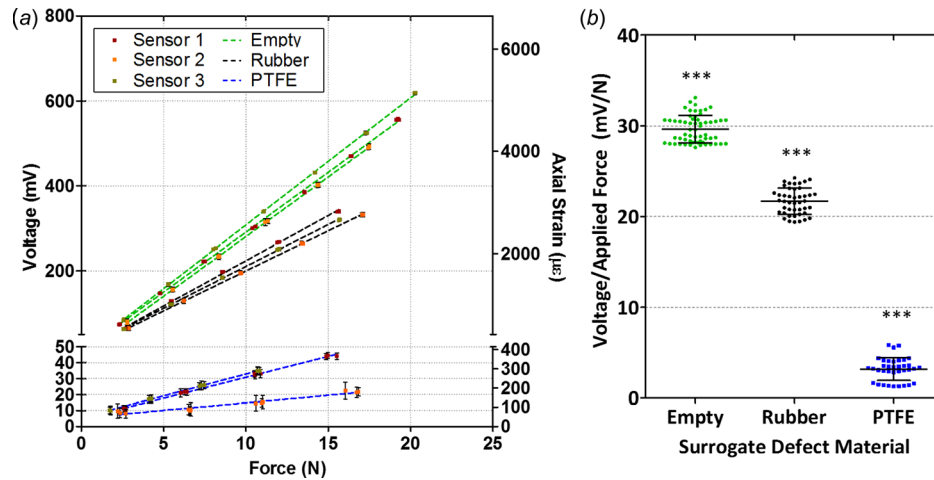 (a)
800
600
400
200
50
40
30
20
10
0
Voltage (mV)
Sensor 1
Sensor 2
Sensor 3
Empty
Rubber
PTFE
6000
4000
2000
400
300
200
100
0
Axial Strain (με)
0 5 10 15 20 25
Force (N)
(b)
40
30
20
10
0
Voltage/Applied Force (mV/N)
***
***
***
Empty Rubber PTFE
Surrogate Defect Material